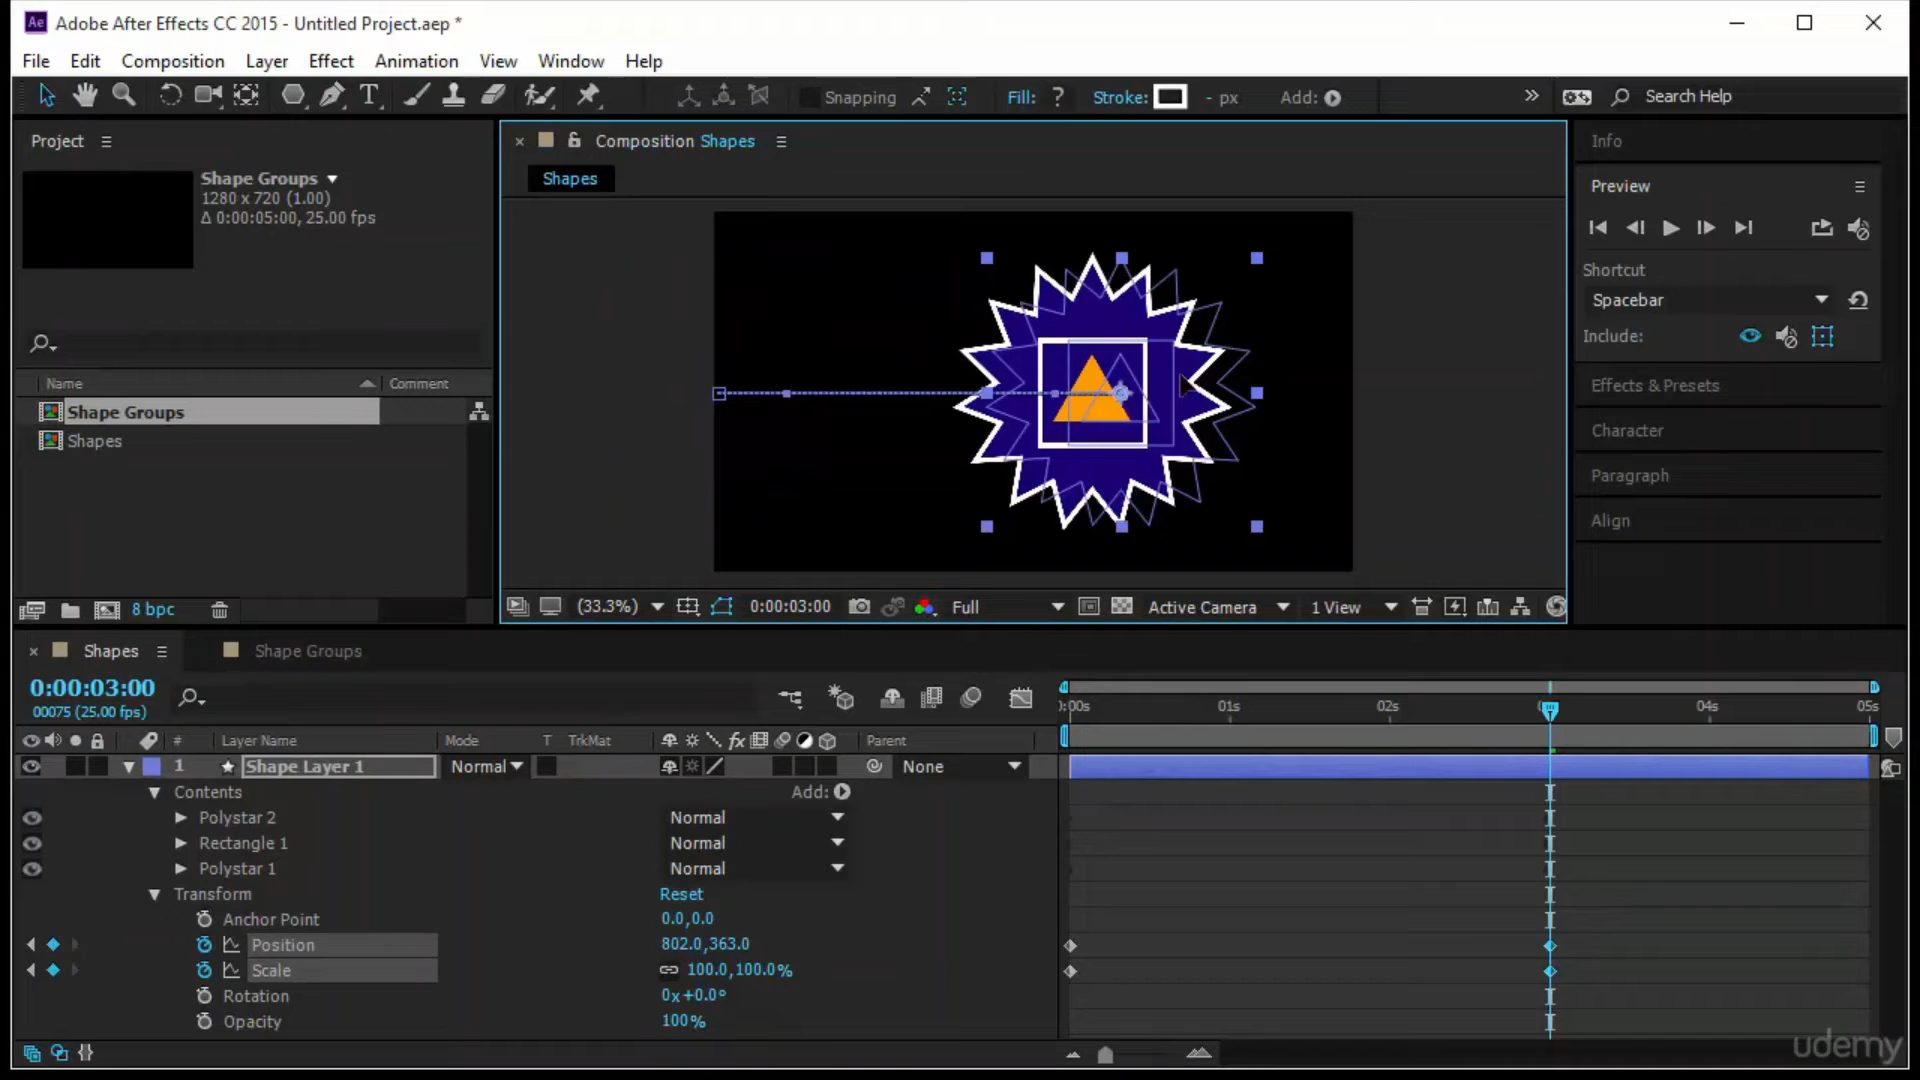 Ae Adobe After Effects CC 2015 - Untitled Project.aep *
File Edit Composition Layer Effect Animation View Window Help
T Snapping Fill: ? Stroke: - px Add: Search Help
Project
Shape Groups
1280 x 720 (1.00)
Δ 0:00:05:00, 25.00 fps
Name Comment
Shape Groups
Shapes
8 bpc
Composition Shapes
Shapes
(33.3%) 0:00:03:00 Full Active Camera 1 View
Info
Preview
Shortcut
Spacebar
Include:
Effects & Presets
Character
Paragraph
Align
Shapes Shape Groups
0:00:03:00
00075 (25.00 fps)
):00s 01s 02s 0 04s 05s
# Layer Name Mode T TrkMat fx Parent
1 Shape Layer 1 Normal None
Contents Add:
Polystar 2 Normal
Rectangle 1 Normal
Polystar 1 Normal
Transform Reset
Anchor Point 0.0,0.0
Position 802.0,363.0
Scale 100.0,100.0%
Rotation 0x+0.0°
Opacity 100%
udemy